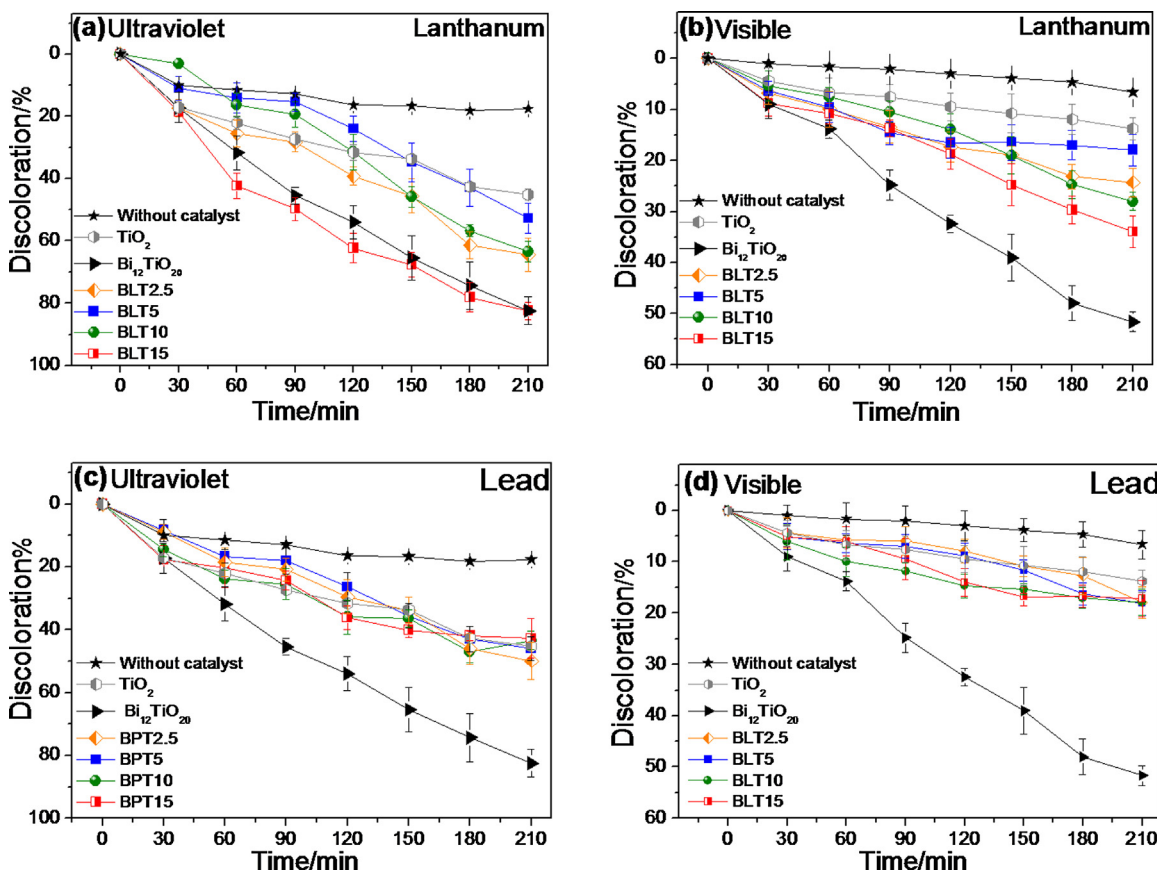 (a) Ultraviolet Lanthanum
Discoloration/%
0
20
40
60
80
100
Without catalyst
TiO₂
Bi₁₂TiO₂₀
BLT2.5
BLT5
BLT10
BLT15
0 30 60 90 120 150 180 210
Time/min
(b) Visible Lanthanum
Discoloration/%
0
10
20
30
40
50
60
Without catalyst
TiO₂
Bi₁₂TiO₂₀
BLT2.5
BLT5
BLT10
BLT15
0 30 60 90 120 150 180 210
Time/min
(c) Ultraviolet Lead
Discoloration/%
0
20
40
60
80
100
Without catalyst
TiO₂
Bi₁₂TiO₂₀
BPT2.5
BPT5
BPT10
BPT15
0 30 60 90 120 150 180 210
Time/min
(d) Visible Lead
Discoloration/%
0
10
20
30
40
50
60
Without catalyst
TiO₂
Bi₁₂TiO₂₀
BLT2.5
BLT5
BLT10
BLT15
0 30 60 90 120 150 180 210
Time/min